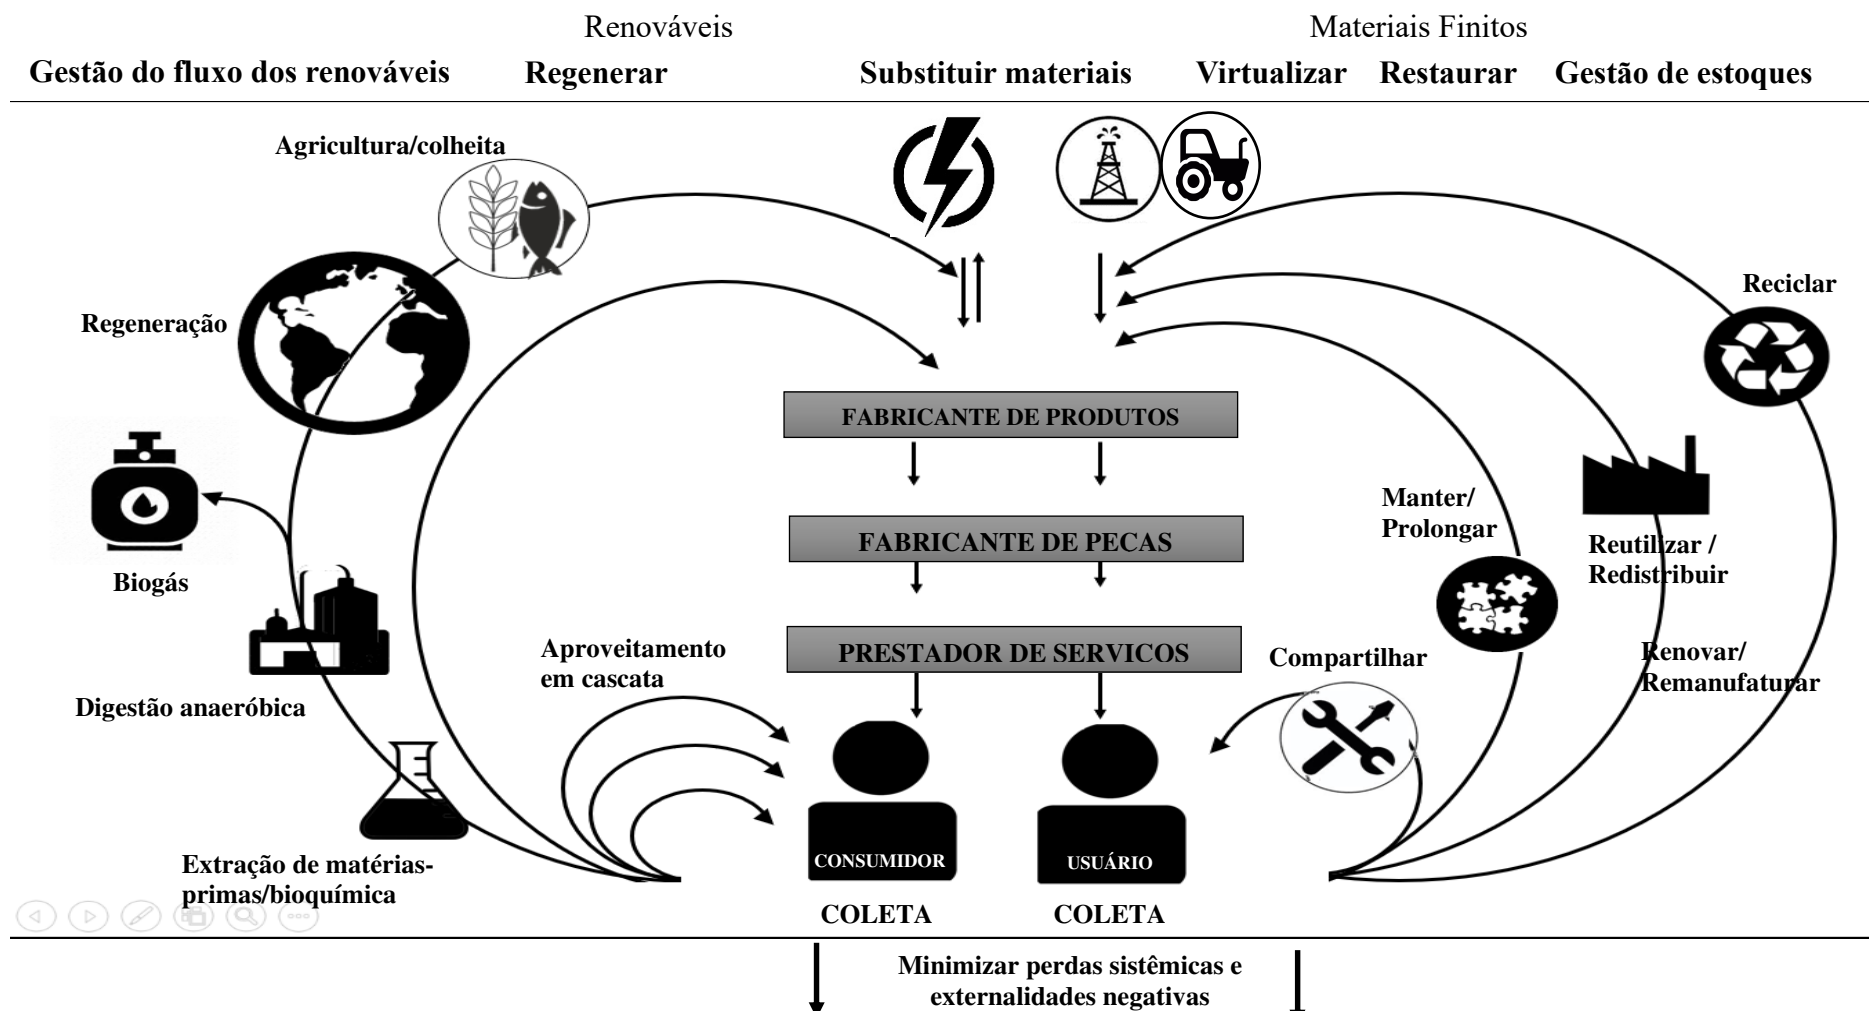 Renováveis
Materiais Finitos
Gestão do fluxo dos renováveis
Regenerar
Substituir materiais
Virtualizar
Restaurar
Gestão de estoques
Agricultura/colheita
Regeneração
Reciclar
FABRICANTE DE PRODUTOS
Manter/
Prolongar
FABRICANTE DE PECAS
Reutilizar /
Redistribuir
Biogás
Aproveitamento
em cascata
PRESTADOR DE SERVICOS
Compartilhar
Renovar/
Remanufaturar
Digestão anaeróbica
Extração de matérias-
primas/bioquímica
CONSUMIDOR
USUÁRIO
COLETA
COLETA
Minimizar perdas sistêmicas e
externalidades negativas